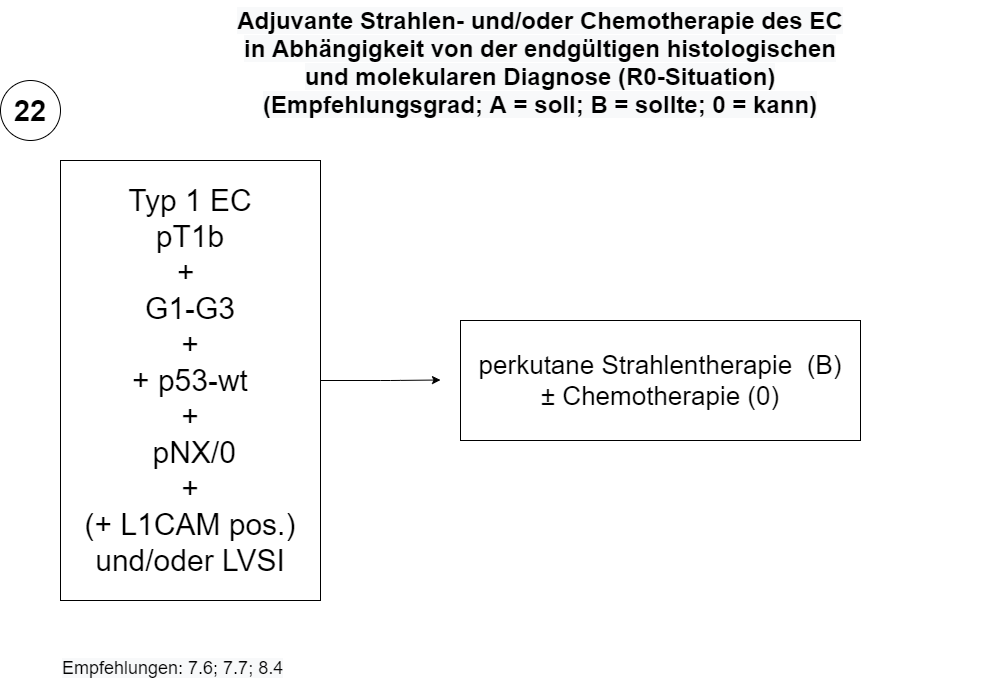 Adjuvante Strahlen- und/oder Chemotherapie des EC
in Abhängigkeit von der endgültigen histologischen
und molekularen Diagnose (R0-Situation)
(Empfehlungsgrad; A = soll; B = sollte; 0 = kann)
22
Typ 1 EC
pT1b
+
G1-G3
+
+ p53-wt
+
pNX/0
+
(+ L1CAM pos.)
und/oder LVSI
perkutane Strahlentherapie (B)
± Chemotherapie (0)
Empfehlungen: 7.6; 7.7; 8.4